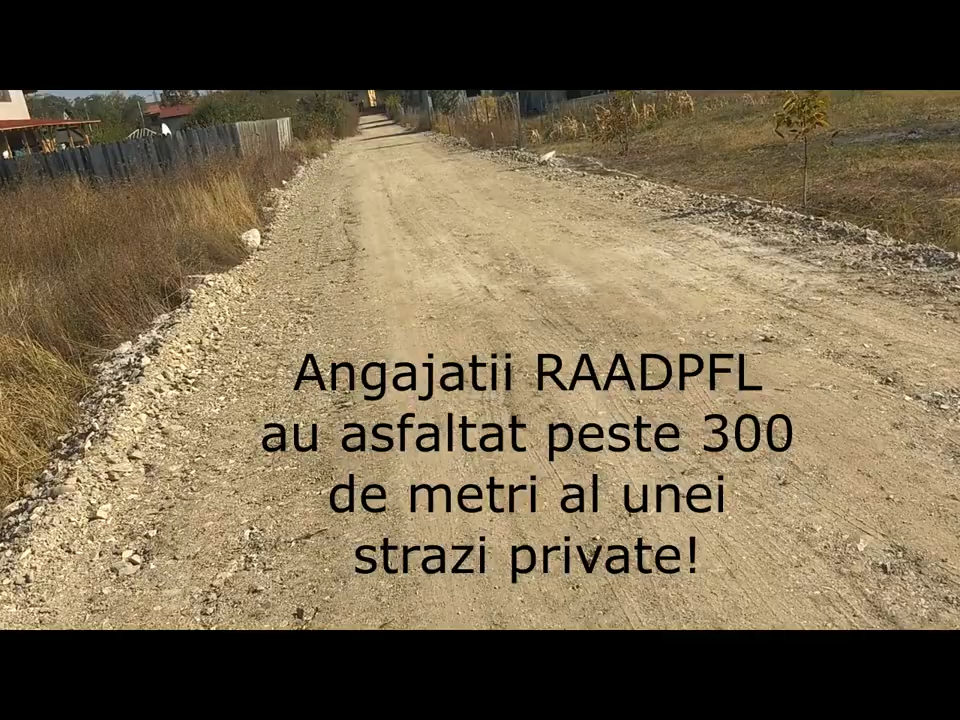 Angajatii RAADPFL
au asfaltat peste 300
de metri al unei
strazi private!